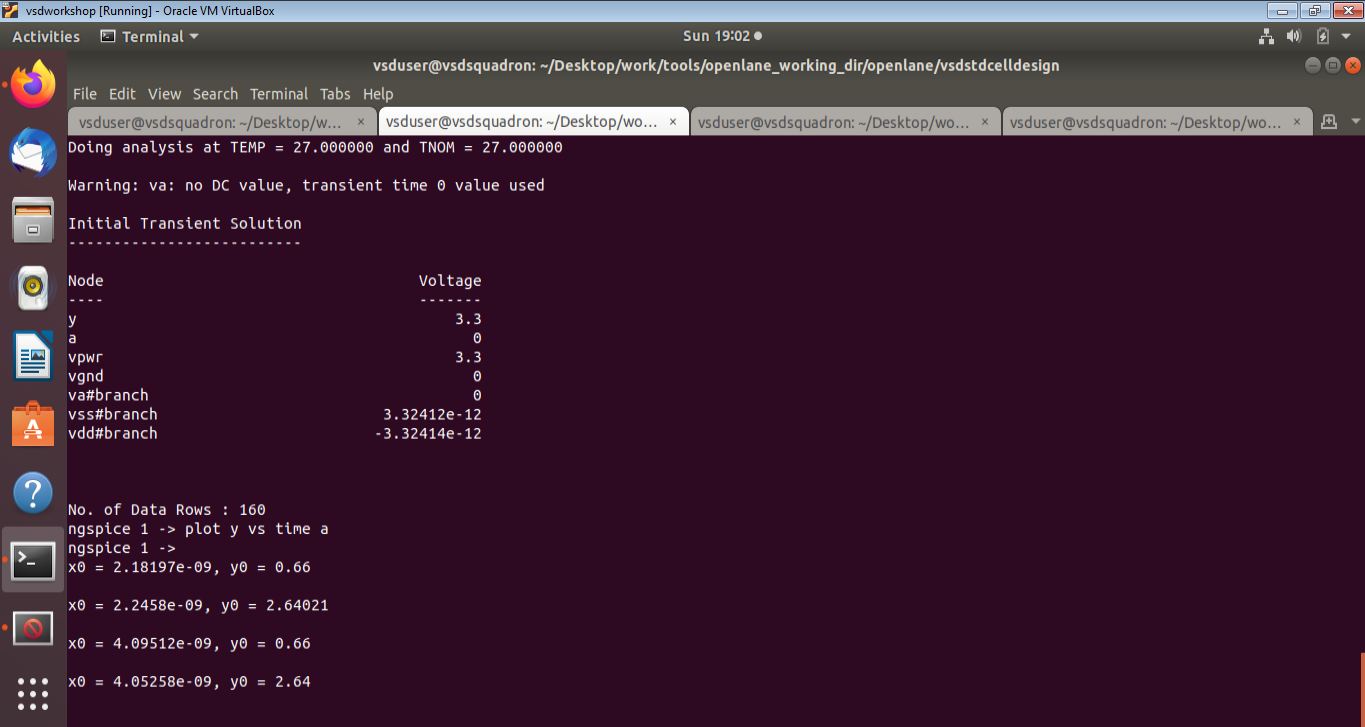 vsdworkshop [Running] - Oracle VM VirtualBox
Activities Terminal Sun 19:02
vsduser@vsdsquadron: ~/Desktop/work/tools/openlane_working_dir/openlane/vsdstdcelldesign
File Edit View Search Terminal Tabs Help
vsduser@vsdsquadron: ~/Desktop/w... × vsduser@vsdsquadron: ~/Desktop/wo... × vsduser@vsdsquadron: ~/Desktop/wo... × vsduser@vsdsquadron: ~/Desktop/wo... ×
Doing analysis at TEMP = 27.000000 and TNOM = 27.000000
Warning: va: no DC value, transient time 0 value used
Initial Transient Solution
--------------------------
Node Voltage
---- -------
y 3.3
a 0
vpwr 3.3
vgnd 0
va#branch 0
vss#branch 3.32412e-12
vdd#branch -3.32414e-12
No. of Data Rows : 160
ngspice 1 -> plot y vs time a
ngspice 1 ->
x0 = 2.18197e-09, y0 = 0.66
x0 = 2.2458e-09, y0 = 2.64021
x0 = 4.09512e-09, y0 = 0.66
x0 = 4.05258e-09, y0 = 2.64